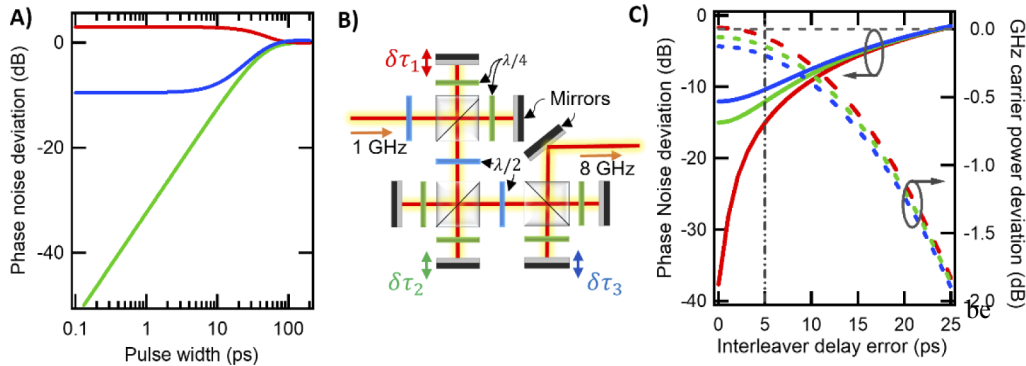 A)
Phase noise deviation (dB)
0
-20
-40
0.1
1
10
100
Pulse width (ps)
B)
δτ₁
λ/4
Mirrors
1 GHz
λ/2
8 GHz
δτ₂
δτ₃
C)
Phase Noise deviation (dB)
0
-10
-20
-30
-40
0
5
10
15
20
25
Interleaver delay error (ps)
0.0
-0.5
-1.0
-1.5
-2.0
GHz carrier power deviation (dB)
be